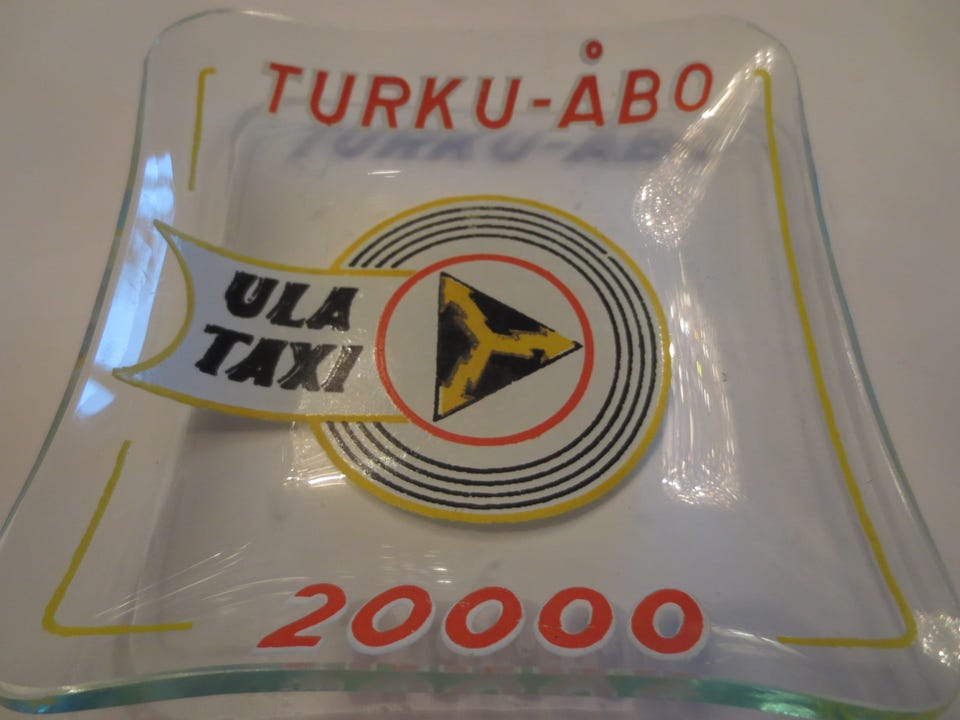 TURKU-ÅBO
ULA
TAXI
20000